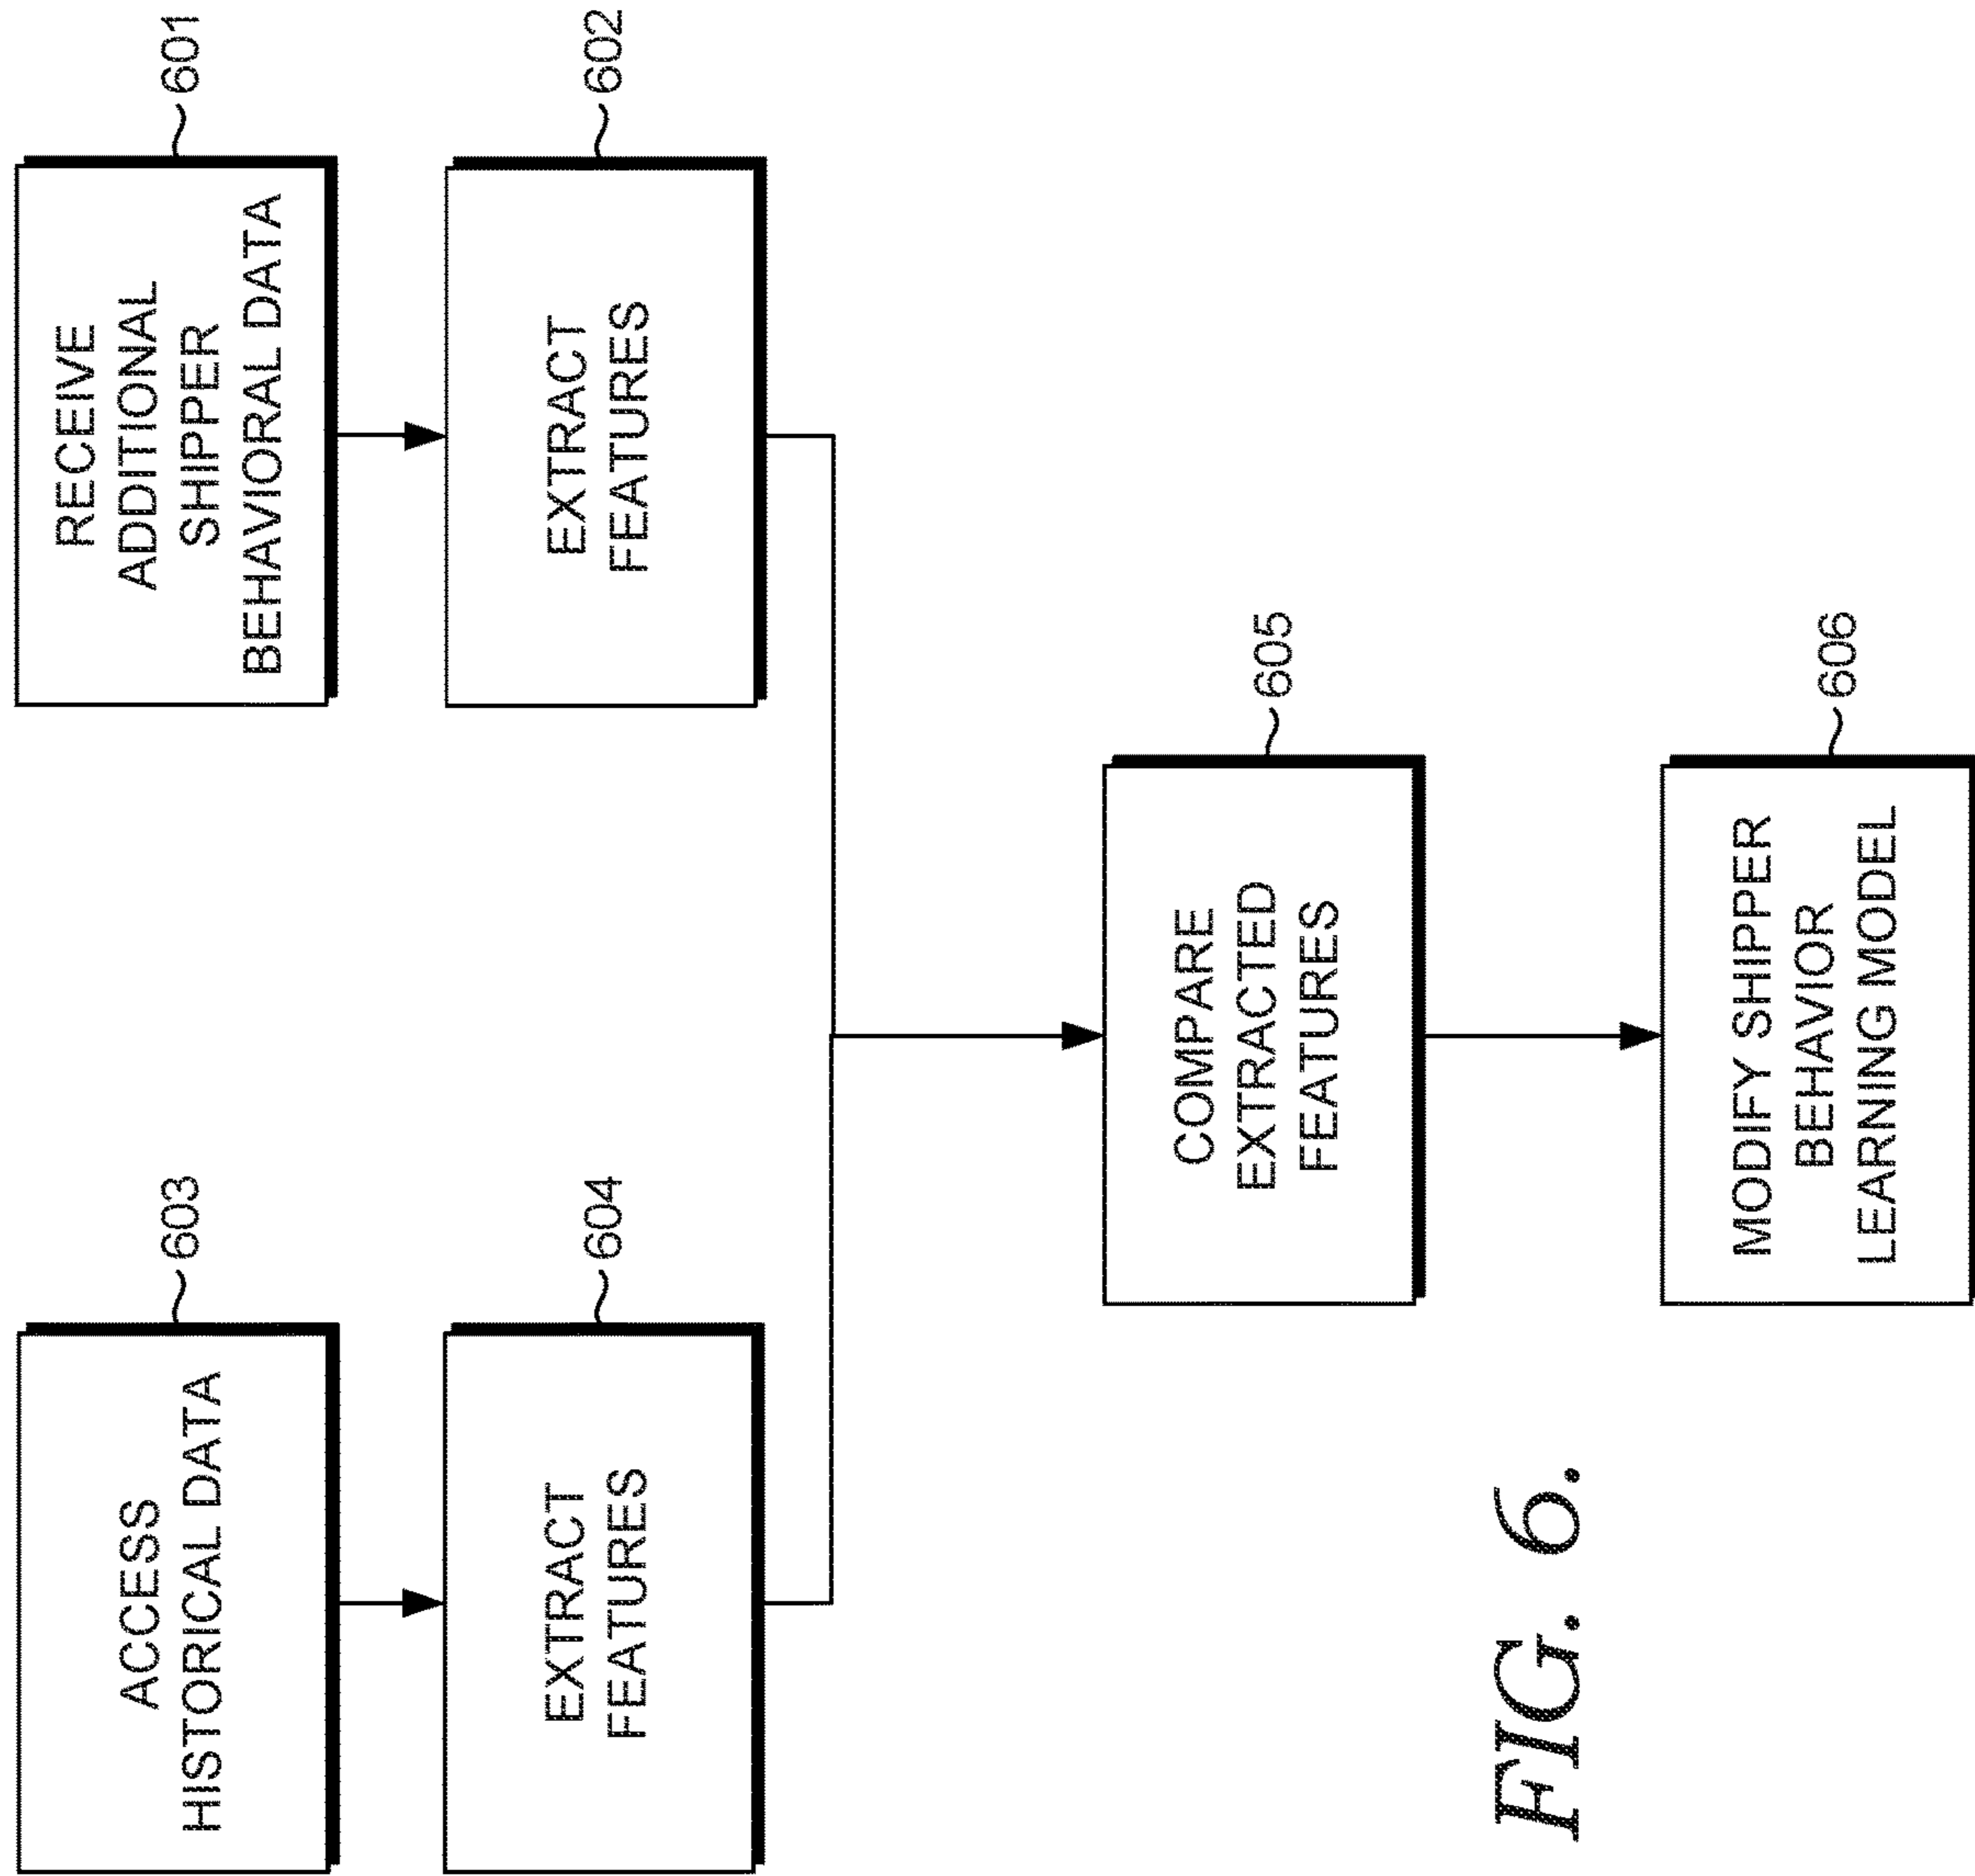 ACCESS
HISTORICAL DATA
603
RECEIVE
ADDITIONAL
SHIPPER
BEHAVIORAL DATA
601
EXTRACT
FEATURES
604
EXTRACT
FEATURES
602
COMPARE
EXTRACTED
FEATURES
605
MODIFY SHIPPER
BEHAVIOR
LEARNING MODEL
606
FIG. 6.